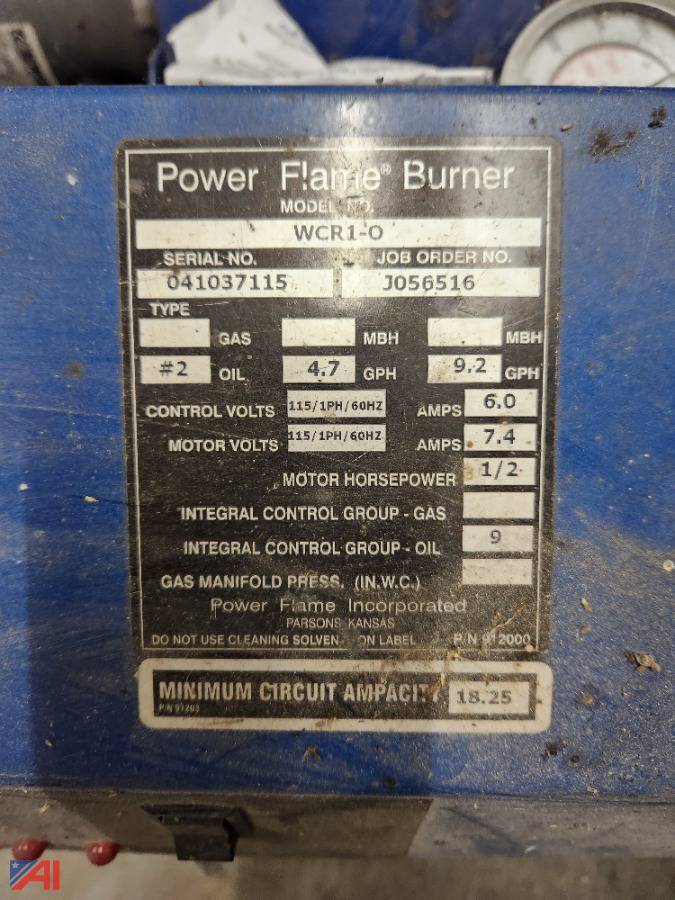 Power Flame® Burner
MODEL NO.
WCR1-O
SERIAL NO. JOB ORDER NO.
041037115 J056516
TYPE
GAS MBH MBH
#2 OIL 4.7 GPH 9.2 GPH
CONTROL VOLTS 115/1PH/60HZ AMPS 6.0
MOTOR VOLTS 115/1PH/60HZ AMPS 7.4
MOTOR HORSEPOWER 1/2
INTEGRAL CONTROL GROUP - GAS
INTEGRAL CONTROL GROUP - OIL 9
GAS MANIFOLD PRESS. (IN.W.C.)
Power Flame Incorporated
PARSONS KANSAS
DO NOT USE CLEANING ON LABEL P/N 912000
MINIMUM CIRCUIT AMPACITY 18.25
P/N 91203
AI